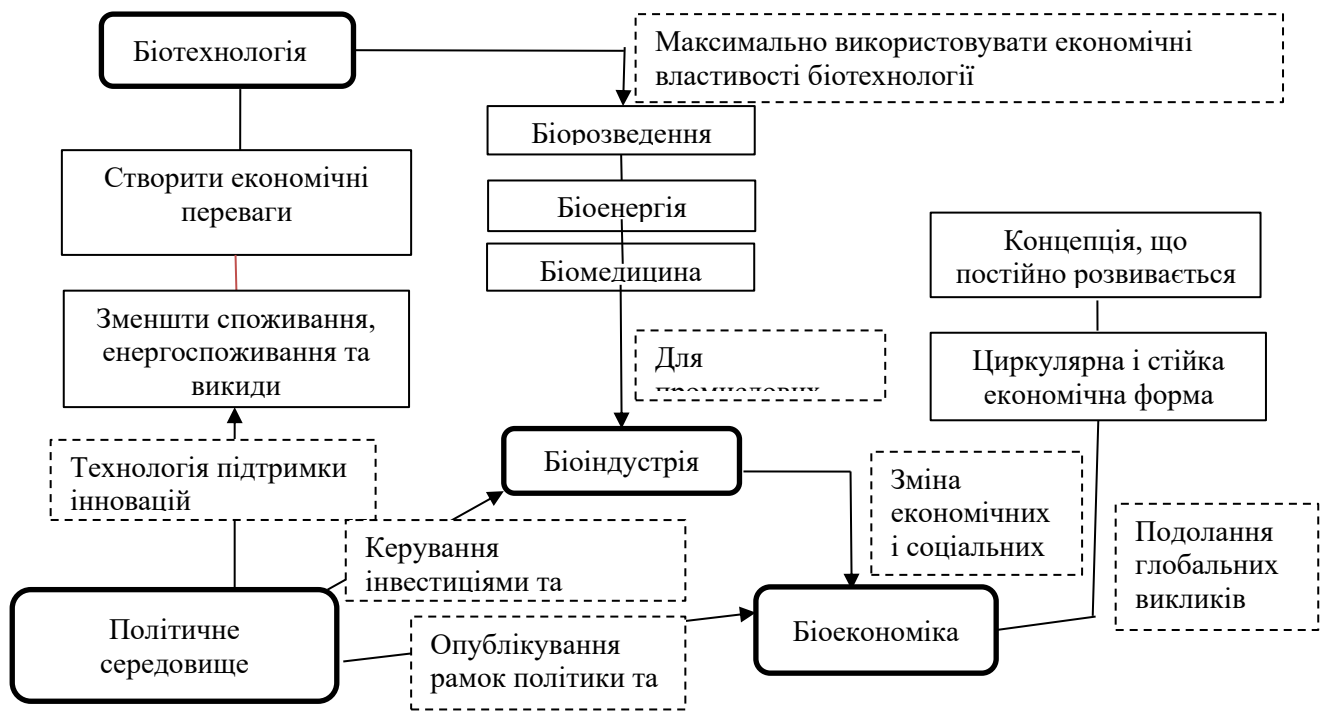 Біотехнологія
Максимально використовувати економічні
властивості біотехнології
Біорозведення
Створити економічні
переваги
Біоенергія
Біомедицина
Концепція, що
постійно розвивається
Зменшти споживання,
енергоспоживання та
викиди
Для
Циркулярна і стійка
економічна форма
Технологія підтримки
інновацій
Біоіндустрія
Зміна
економічних
і соціальних
Подолання
глобальних
викликів
Керування
інвестиціями та
Політичне
середовище
Опублікування
рамок політики та
Біоекономіка